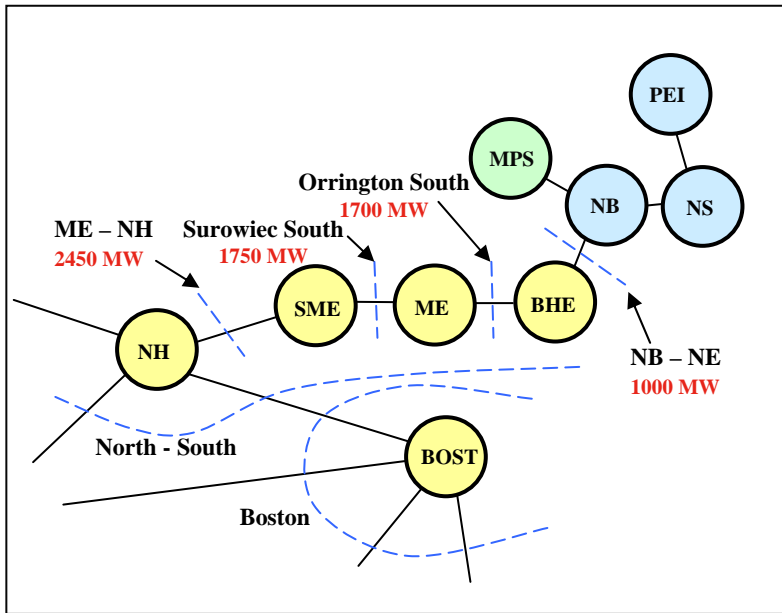 PEI
MPS
Orrington South
1700 MW
NB
NS
ME – NH
2450 MW
Surowiec South
1750 MW
SME
ME
BHE
NH
NB – NE
1000 MW
North - South
BOST
Boston